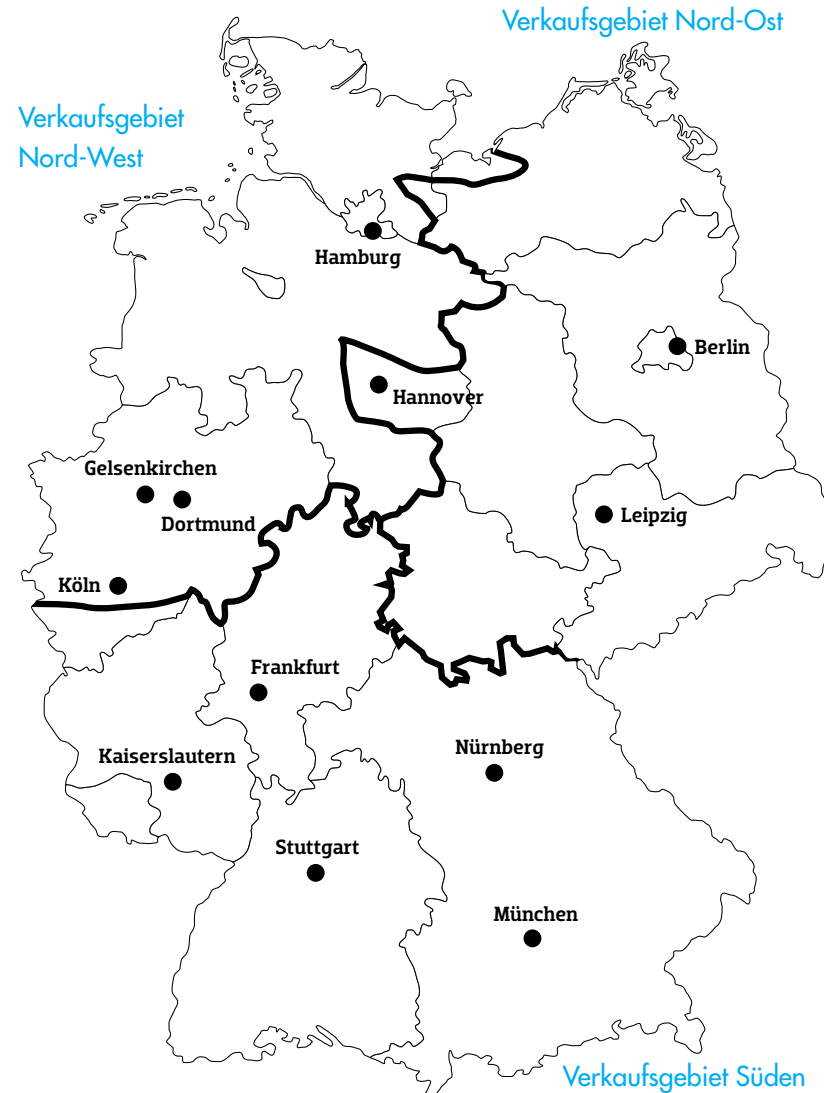 Verkaufsgebiet Nord-Ost
Verkaufsgebiet
Nord-West
Hamburg
Berlin
Hannover
Gelsenkirchen
Dortmund
Leipzig
Köln
Frankfurt
Nürnberg
Kaiserslautern
Stuttgart
München
Verkaufsgebiet Süden